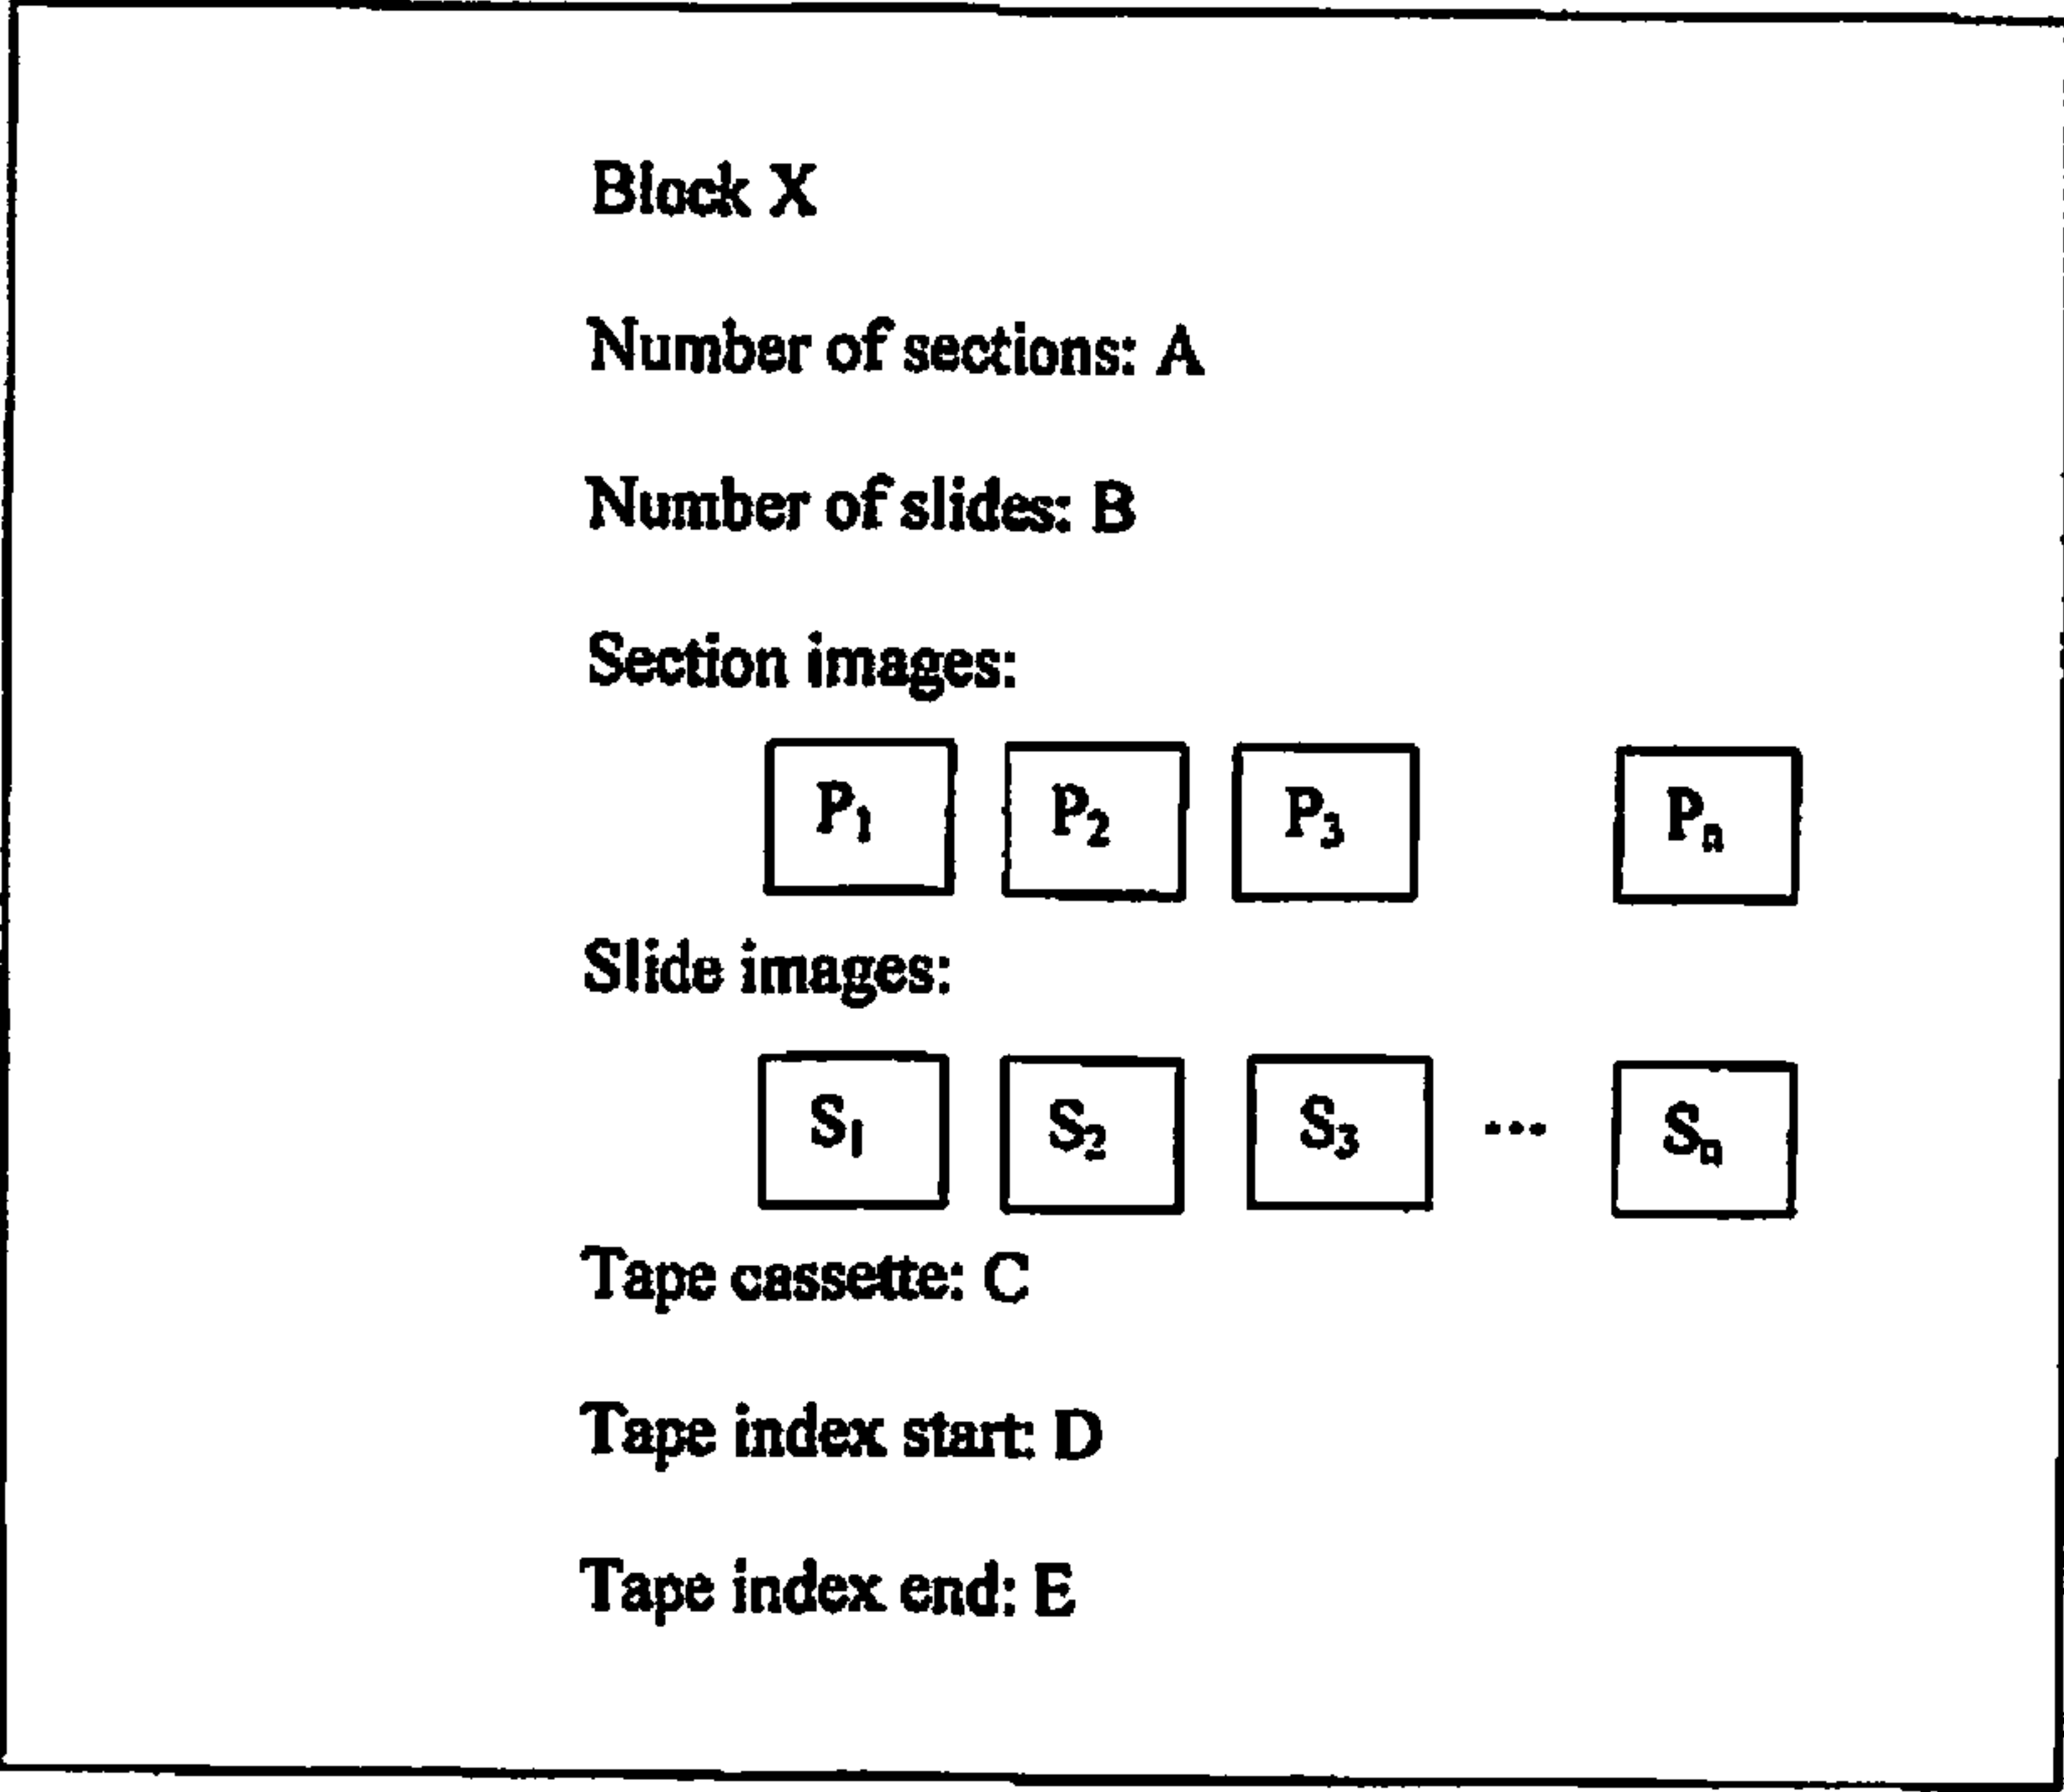 Block X
Number of sections: A
Number of slides: B
Section images:
P1 P2 P3 Pn
Slide images:
S1 S2 S3 ... Sn
Tape cassette: C
Tape index start: D
Tape index end: E